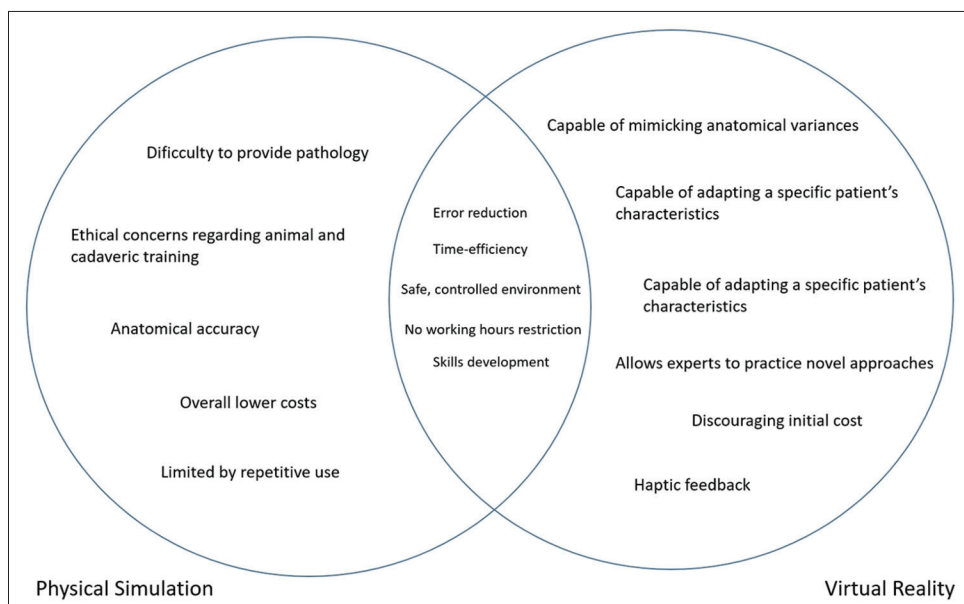 Dificculty to provide pathology
Ethical concerns regarding animal and
cadaveric training
Anatomical accuracy
Overall lower costs
Limited by repetitive use
Error reduction
Time-efficiency
Safe, controlled environment
No working hours restriction
Skills development
Capable of mimicking anatomical variances
Capable of adapting a specific patient's
characteristics
Capable of adapting a specific patient's
characteristics
Allows experts to practice novel approaches
Discouraging initial cost
Haptic feedback
Physical Simulation
Virtual Reality